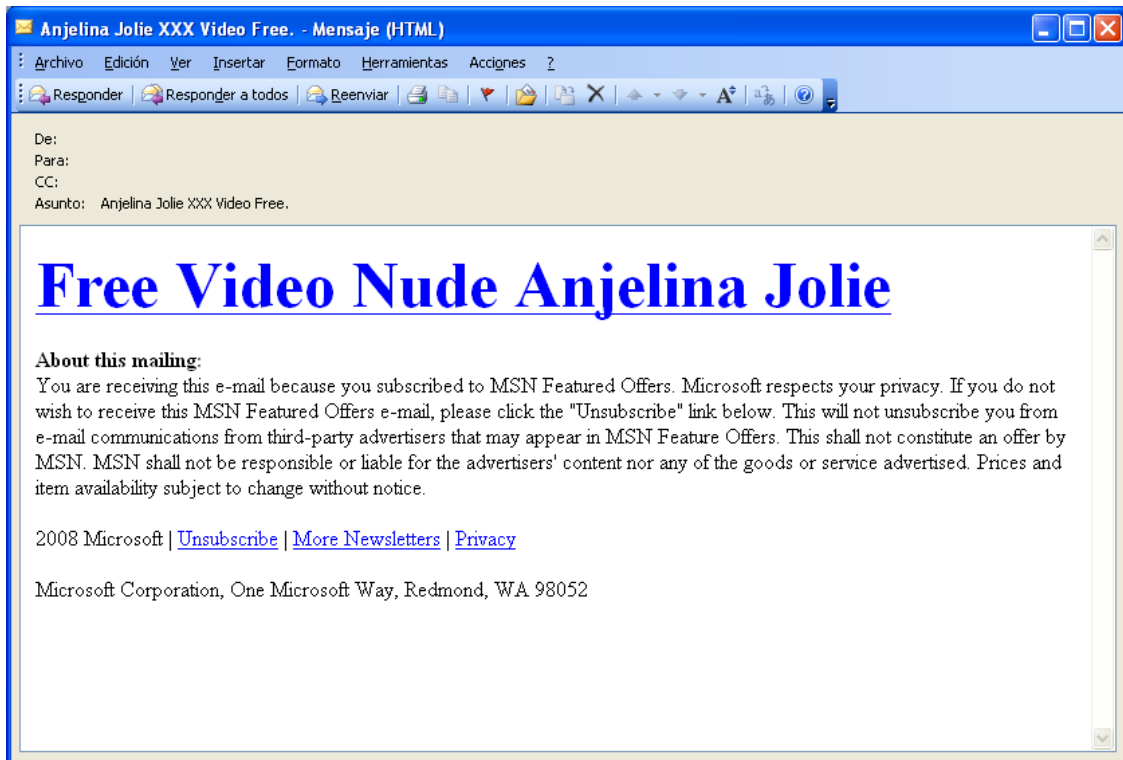 Anjelina Jolie XXX Video Free. - Mensaje (HTML)
Archivo Edición Ver Insertar Formato Herramientas Acciones ?
Responder Responder a todos Reenviar
De:
Para:
CC:
Asunto: Anjelina Jolie XXX Video Free.
Free Video Nude Anjelina Jolie
About this mailing:
You are receiving this e-mail because you subscribed to MSN Featured Offers. Microsoft respects your privacy. If you do not
wish to receive this MSN Featured Offers e-mail, please click the "Unsubscribe" link below. This will not unsubscribe you from
e-mail communications from third-party advertisers that may appear in MSN Feature Offers. This shall not constitute an offer by
MSN. MSN shall not be responsible or liable for the advertisers' content nor any of the goods or service advertised. Prices and
item availability subject to change without notice.
2008 Microsoft | Unsubscribe | More Newsletters | Privacy
Microsoft Corporation, One Microsoft Way, Redmond, WA 98052